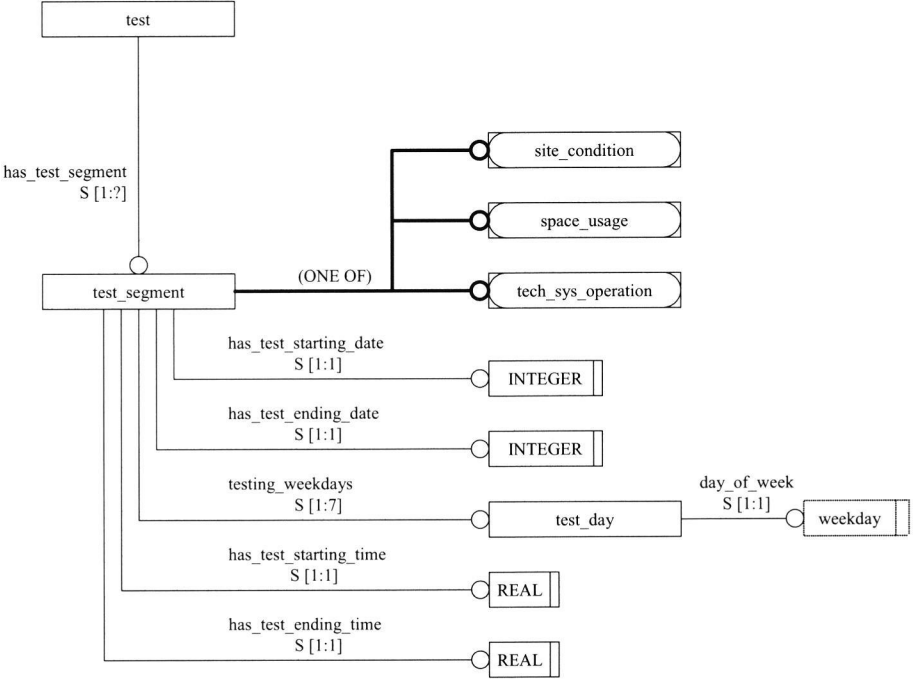 test
has_test_segment
S [1:?]
site_condition
space_usage
(ONE OF)
tech_sys_operation
test_segment
has_test_starting_date
S [1:1]
INTEGER
has_test_ending_date
S [1:1]
INTEGER
testing_weekdays
S [1:7]
test_day
day_of_week
S [1:1]
weekday
has_test_starting_time
S [1:1]
REAL
has_test_ending_time
S [1:1]
REAL